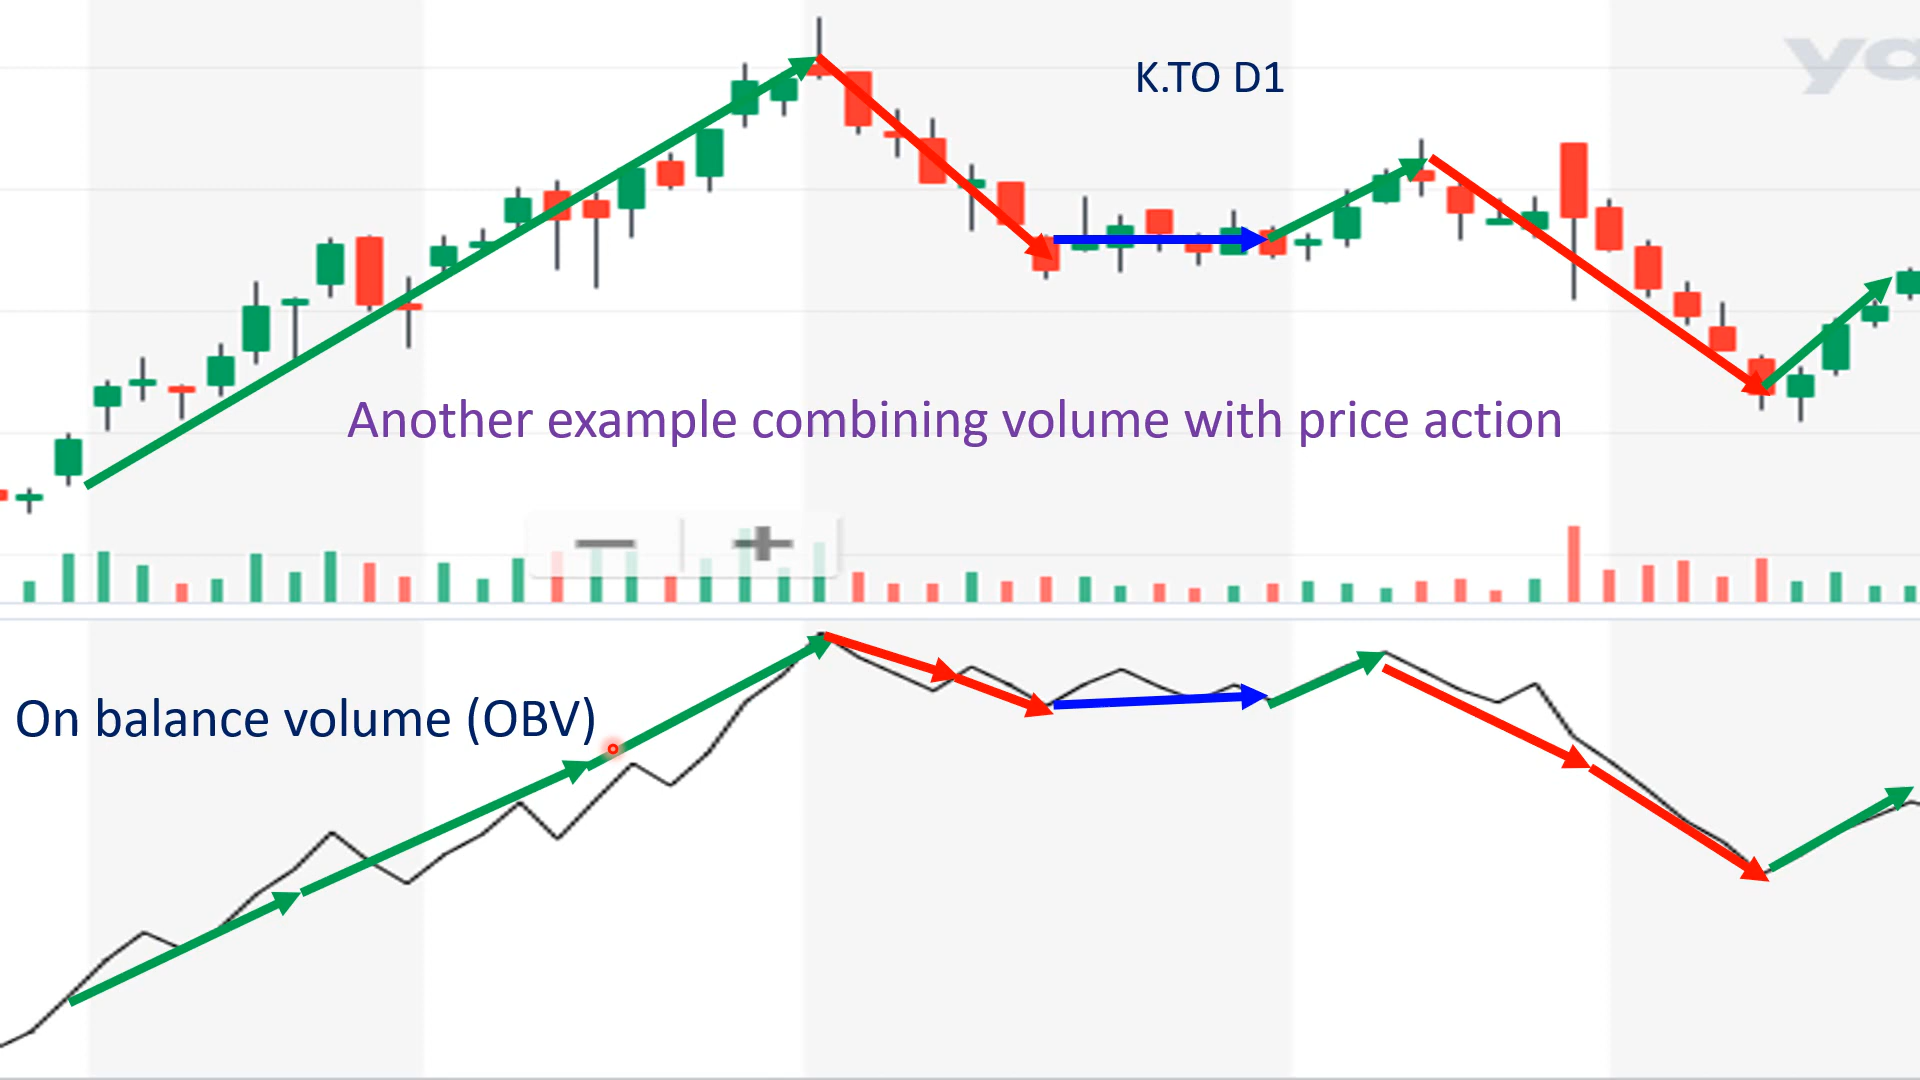 K.TO D1
Another example combining volume with price action
On balance volume (OBV)